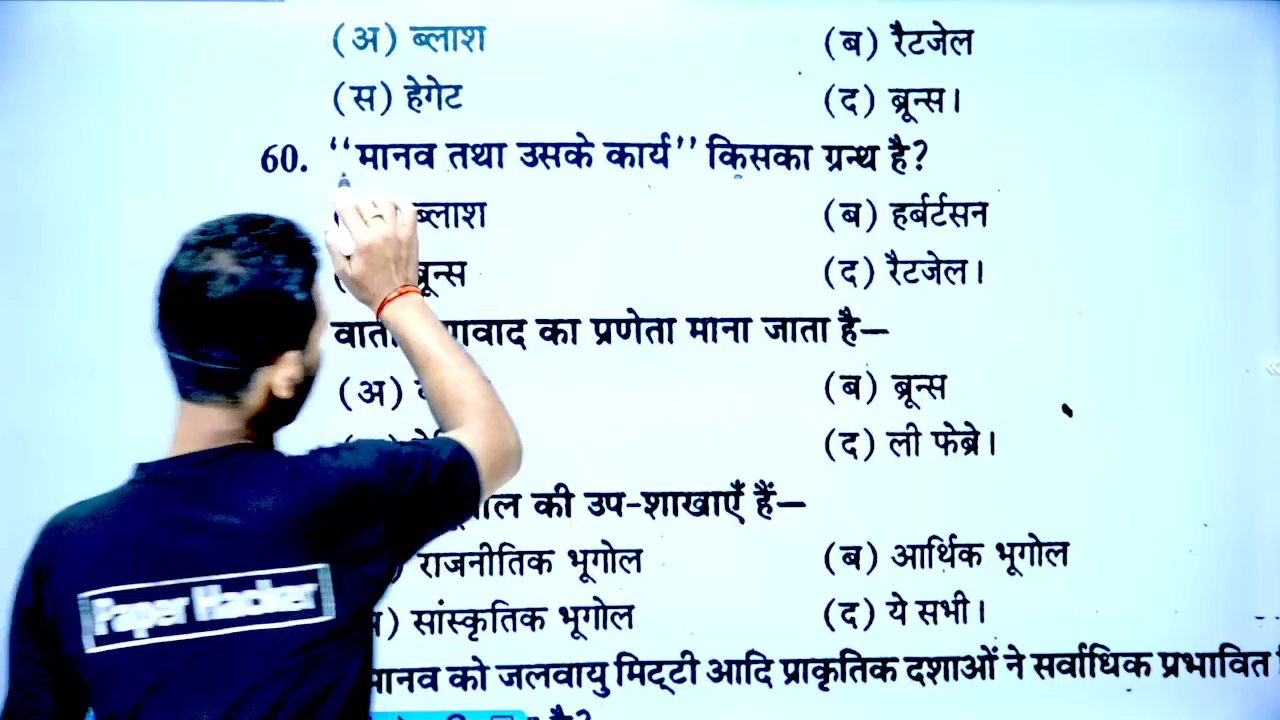 (अ) ब्लाश (ब) रैटजेल
(स) हेगेट (द) ब्रून्स।
60. “मानव तथा उसके कार्य” किसका ग्रन्थ है?
ब्लाश (ब) हर्बर्टसन
ब्रून्स (द) रैटजेल।
का प्रणेता माना जाता है—
(अ) (ब) ब्रून्स
(द) ली फेब्रे।
की उप-शाखाएँ हैं—
राजनीतिक भूगोल (ब) आर्थिक भूगोल
) सांस्कृतिक भूगोल (द) ये सभी।
मानव को जलवायु मिट्टी आदि प्राकृतिक दशाओं ने सर्वाधिक प्रभावित
है?
Paper Hacker